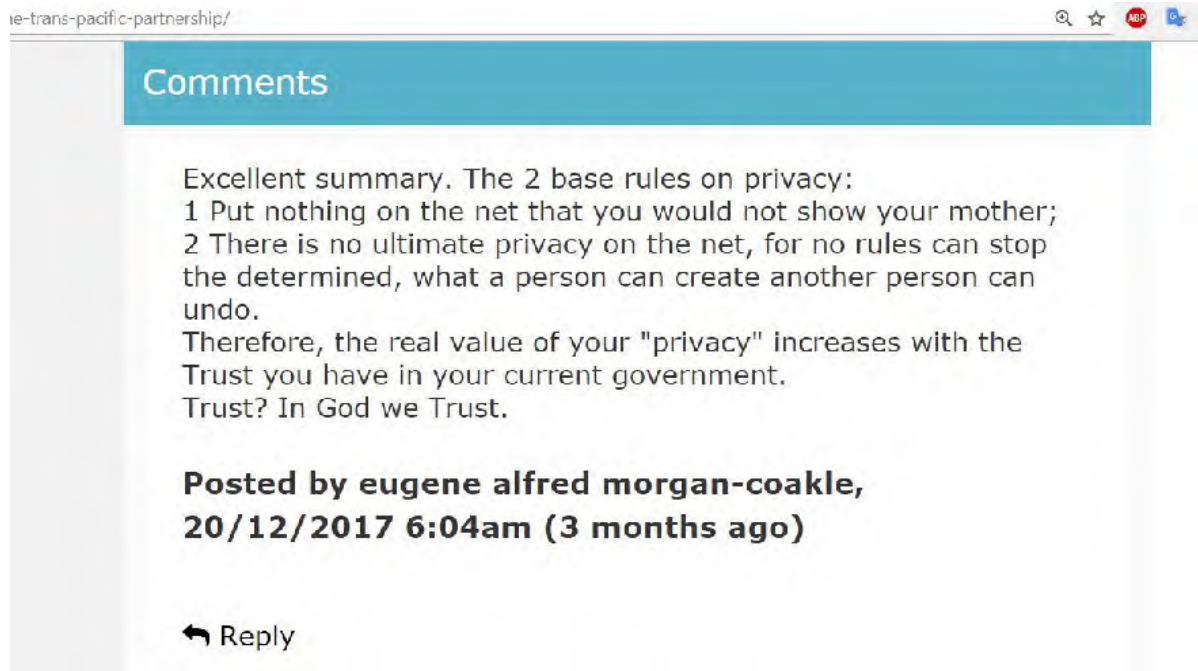 ne-trans-pacific-partnership/
ABP
Comments
Excellent summary. The 2 base rules on privacy:
1 Put nothing on the net that you would not show your mother;
2 There is no ultimate privacy on the net, for no rules can stop
the determined, what a person can create another person can
undo.
Therefore, the real value of your "privacy" increases with the
Trust you have in your current government.
Trust? In God we Trust.
Posted by eugene alfred morgan-coakle,
20/12/2017 6:04am (3 months ago)
Reply